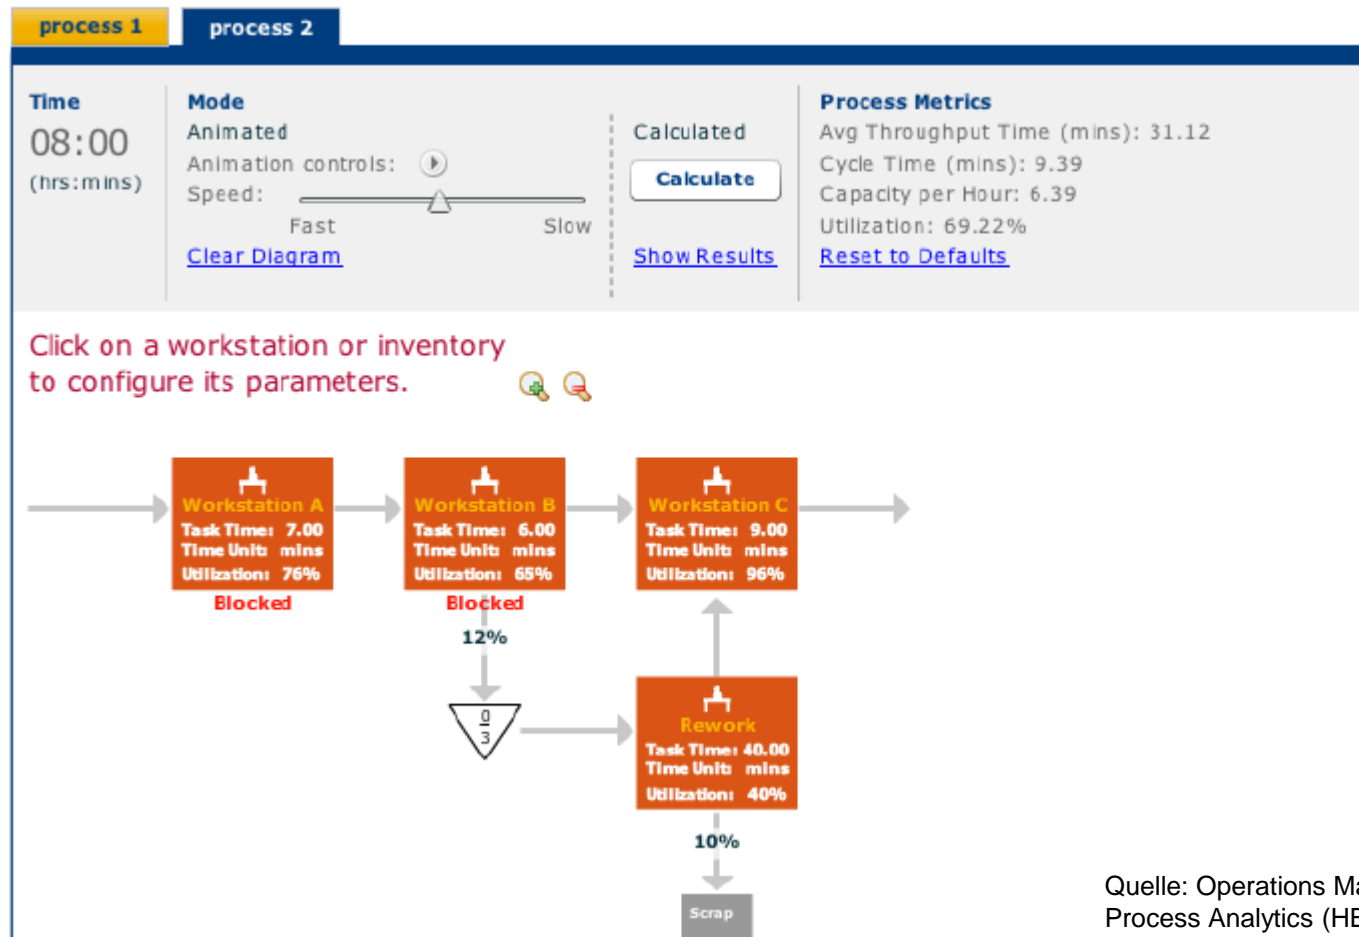 process 1
process 2
Time
08:00
(hrs:mins)
Mode
Animated
Animation controls:
Speed:
Fast
Slow
Clear Diagram
Calculated
Calculate
Show Results
Process Metrics
Avg Throughput Time (mins): 31.12
Cycle Time (mins): 9.39
Capacity per Hour: 6.39
Utilization: 69.22%
Reset to Defaults
Click on a workstation or inventory
to configure its parameters.
Workstation A
Task Time: 7.00
Time Unit: mins
Utilization: 76%
Blocked
Workstation B
Task Time: 6.00
Time Unit: mins
Utilization: 65%
Blocked
Workstation C
Task Time: 9.00
Time Unit: mins
Utilization: 96%
12%
0
3
Rework
Task Time: 40.00
Time Unit: mins
Utilization: 40%
10%
Scrap
Quelle: Operations Ma
Process Analytics (HB